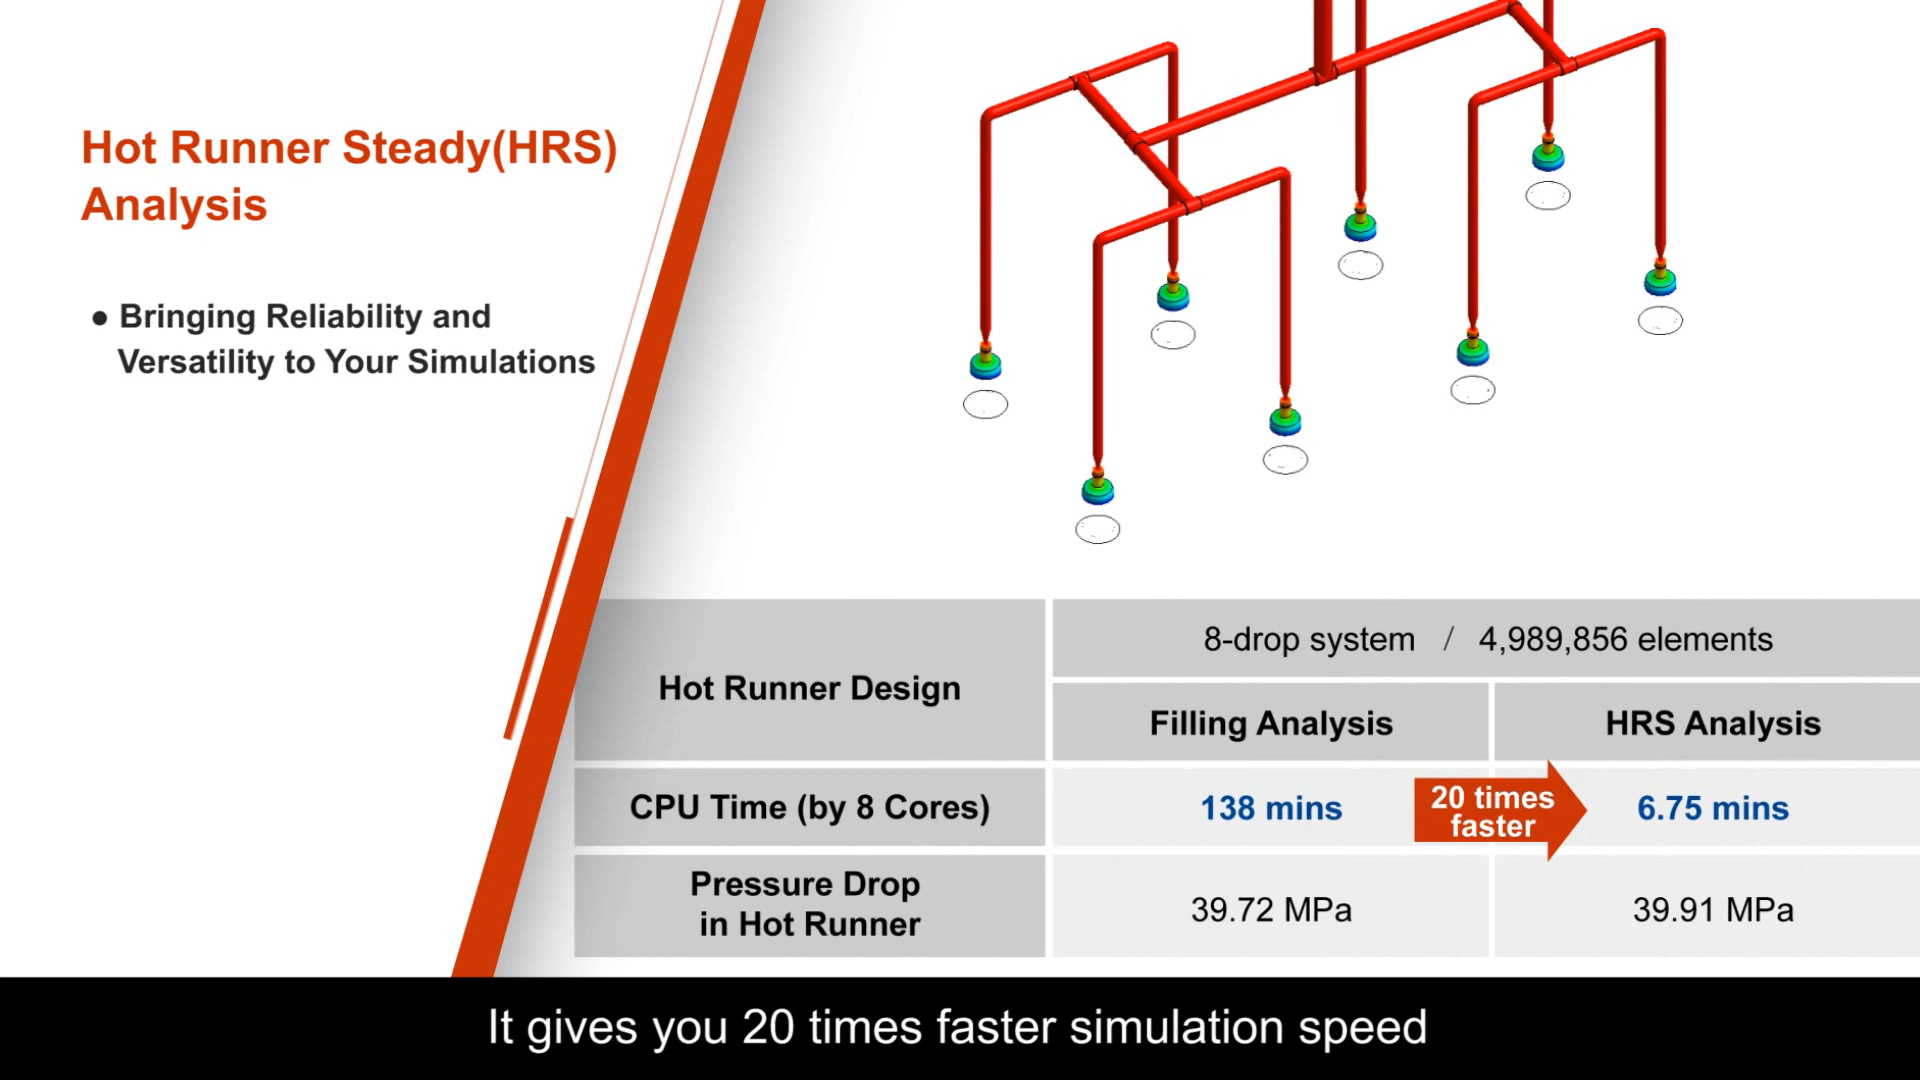 Hot Runner Steady(HRS)
Analysis
● Bringing Reliability and
Versatility to Your Simulations
Hot Runner Design
8-drop system / 4,989,856 elements
Filling Analysis
HRS Analysis
CPU Time (by 8 Cores)
138 mins
20 times
faster
6.75 mins
Pressure Drop
in Hot Runner
39.72 MPa
39.91 MPa
It gives you 20 times faster simulation speed